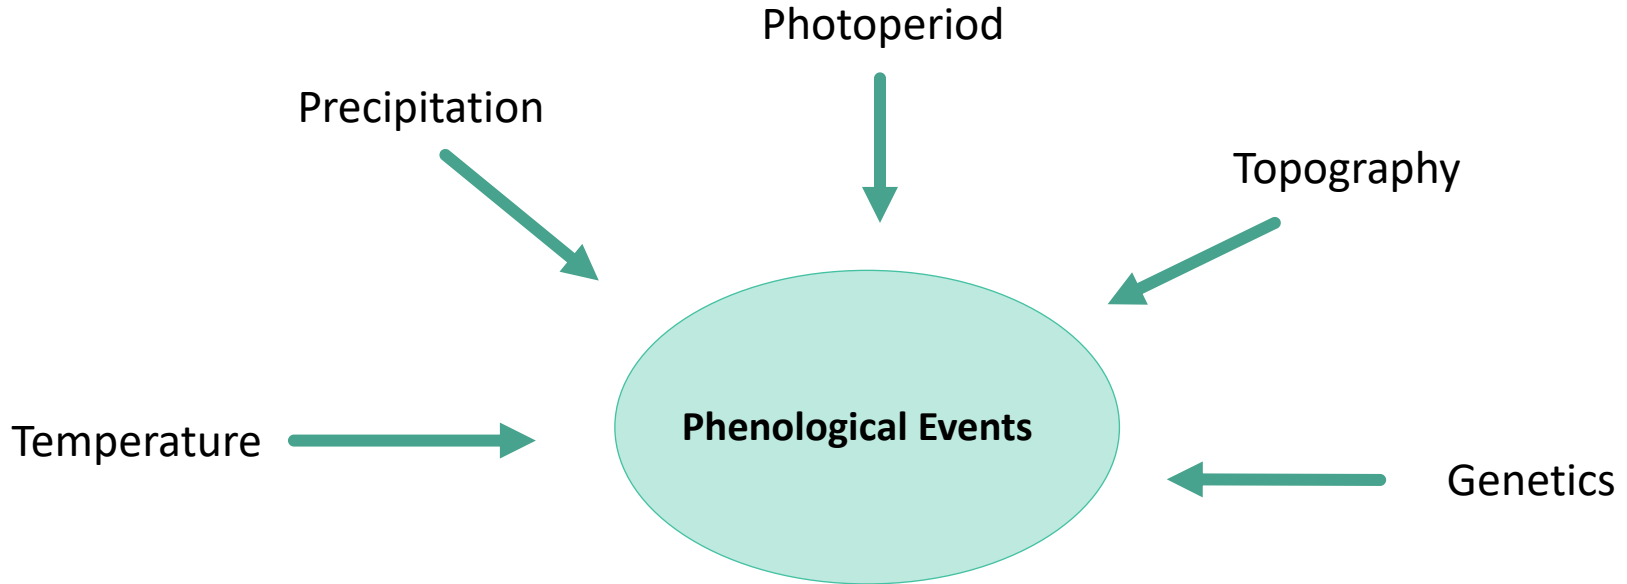 Photoperiod
Precipitation
Topography
Phenological Events
Temperature
Genetics